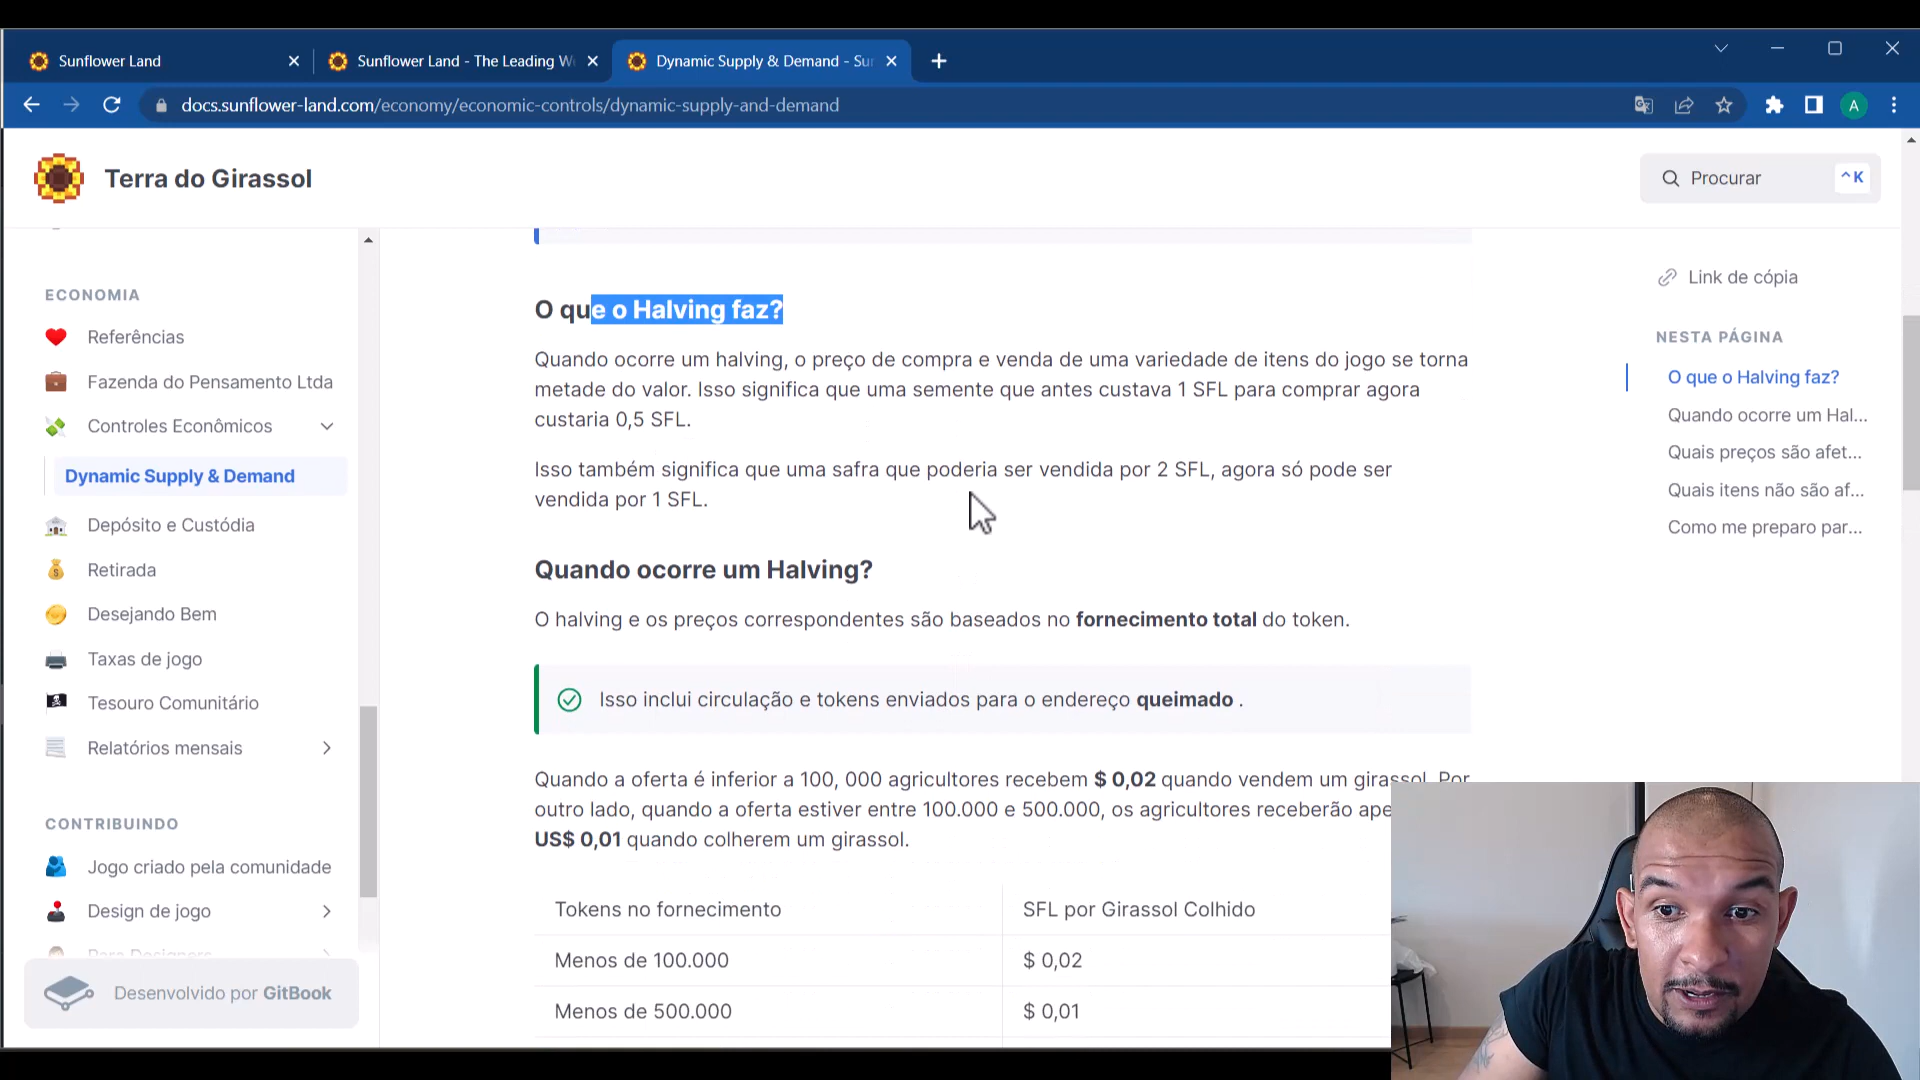 Sunflower Land
Sunflower Land - The Leading W
Dynamic Supply & Demand - Su
docs.sunflower-land.com/economy/economic-controls/dynamic-supply-and-demand
A
Terra do Girassol
Procurar
^K
ECONOMIA
Referências
Fazenda do Pensamento Ltda
Controles Econômicos
Dynamic Supply & Demand
Depósito e Custódia
Retirada
Desejando Bem
Taxas de jogo
Tesouro Comunitário
Relatórios mensais
CONTRIBUINDO
Jogo criado pela comunidade
Design de jogo
Desenvolvido por GitBook
O que o Halving faz?
Quando ocorre um halving, o preço de compra e venda de uma variedade de itens do jogo se torna
metade do valor. Isso significa que uma semente que antes custava 1 SFL para comprar agora
custaria 0,5 SFL.
Isso também significa que uma safra que poderia ser vendida por 2 SFL, agora só pode ser
vendida por 1 SFL.
Quando ocorre um Halving?
O halving e os preços correspondentes são baseados no fornecimento total do token.
Isso inclui circulação e tokens enviados para o endereço queimado .
Quando a oferta é inferior a 100, 000 agricultores recebem $ 0,02 quando vendem um girassol. Por
outro lado, quando a oferta estiver entre 100.000 e 500.000, os agricultores receberão ape
US$ 0,01 quando colherem um girassol.
Tokens no fornecimento
SFL por Girassol Colhido
Menos de 100.000
$ 0,02
Menos de 500.000
$ 0,01
Link de cópia
NESTA PÁGINA
O que o Halving faz?
Quando ocorre um Hal...
Quais preços são afet...
Quais itens não são af...
Como me preparo par...